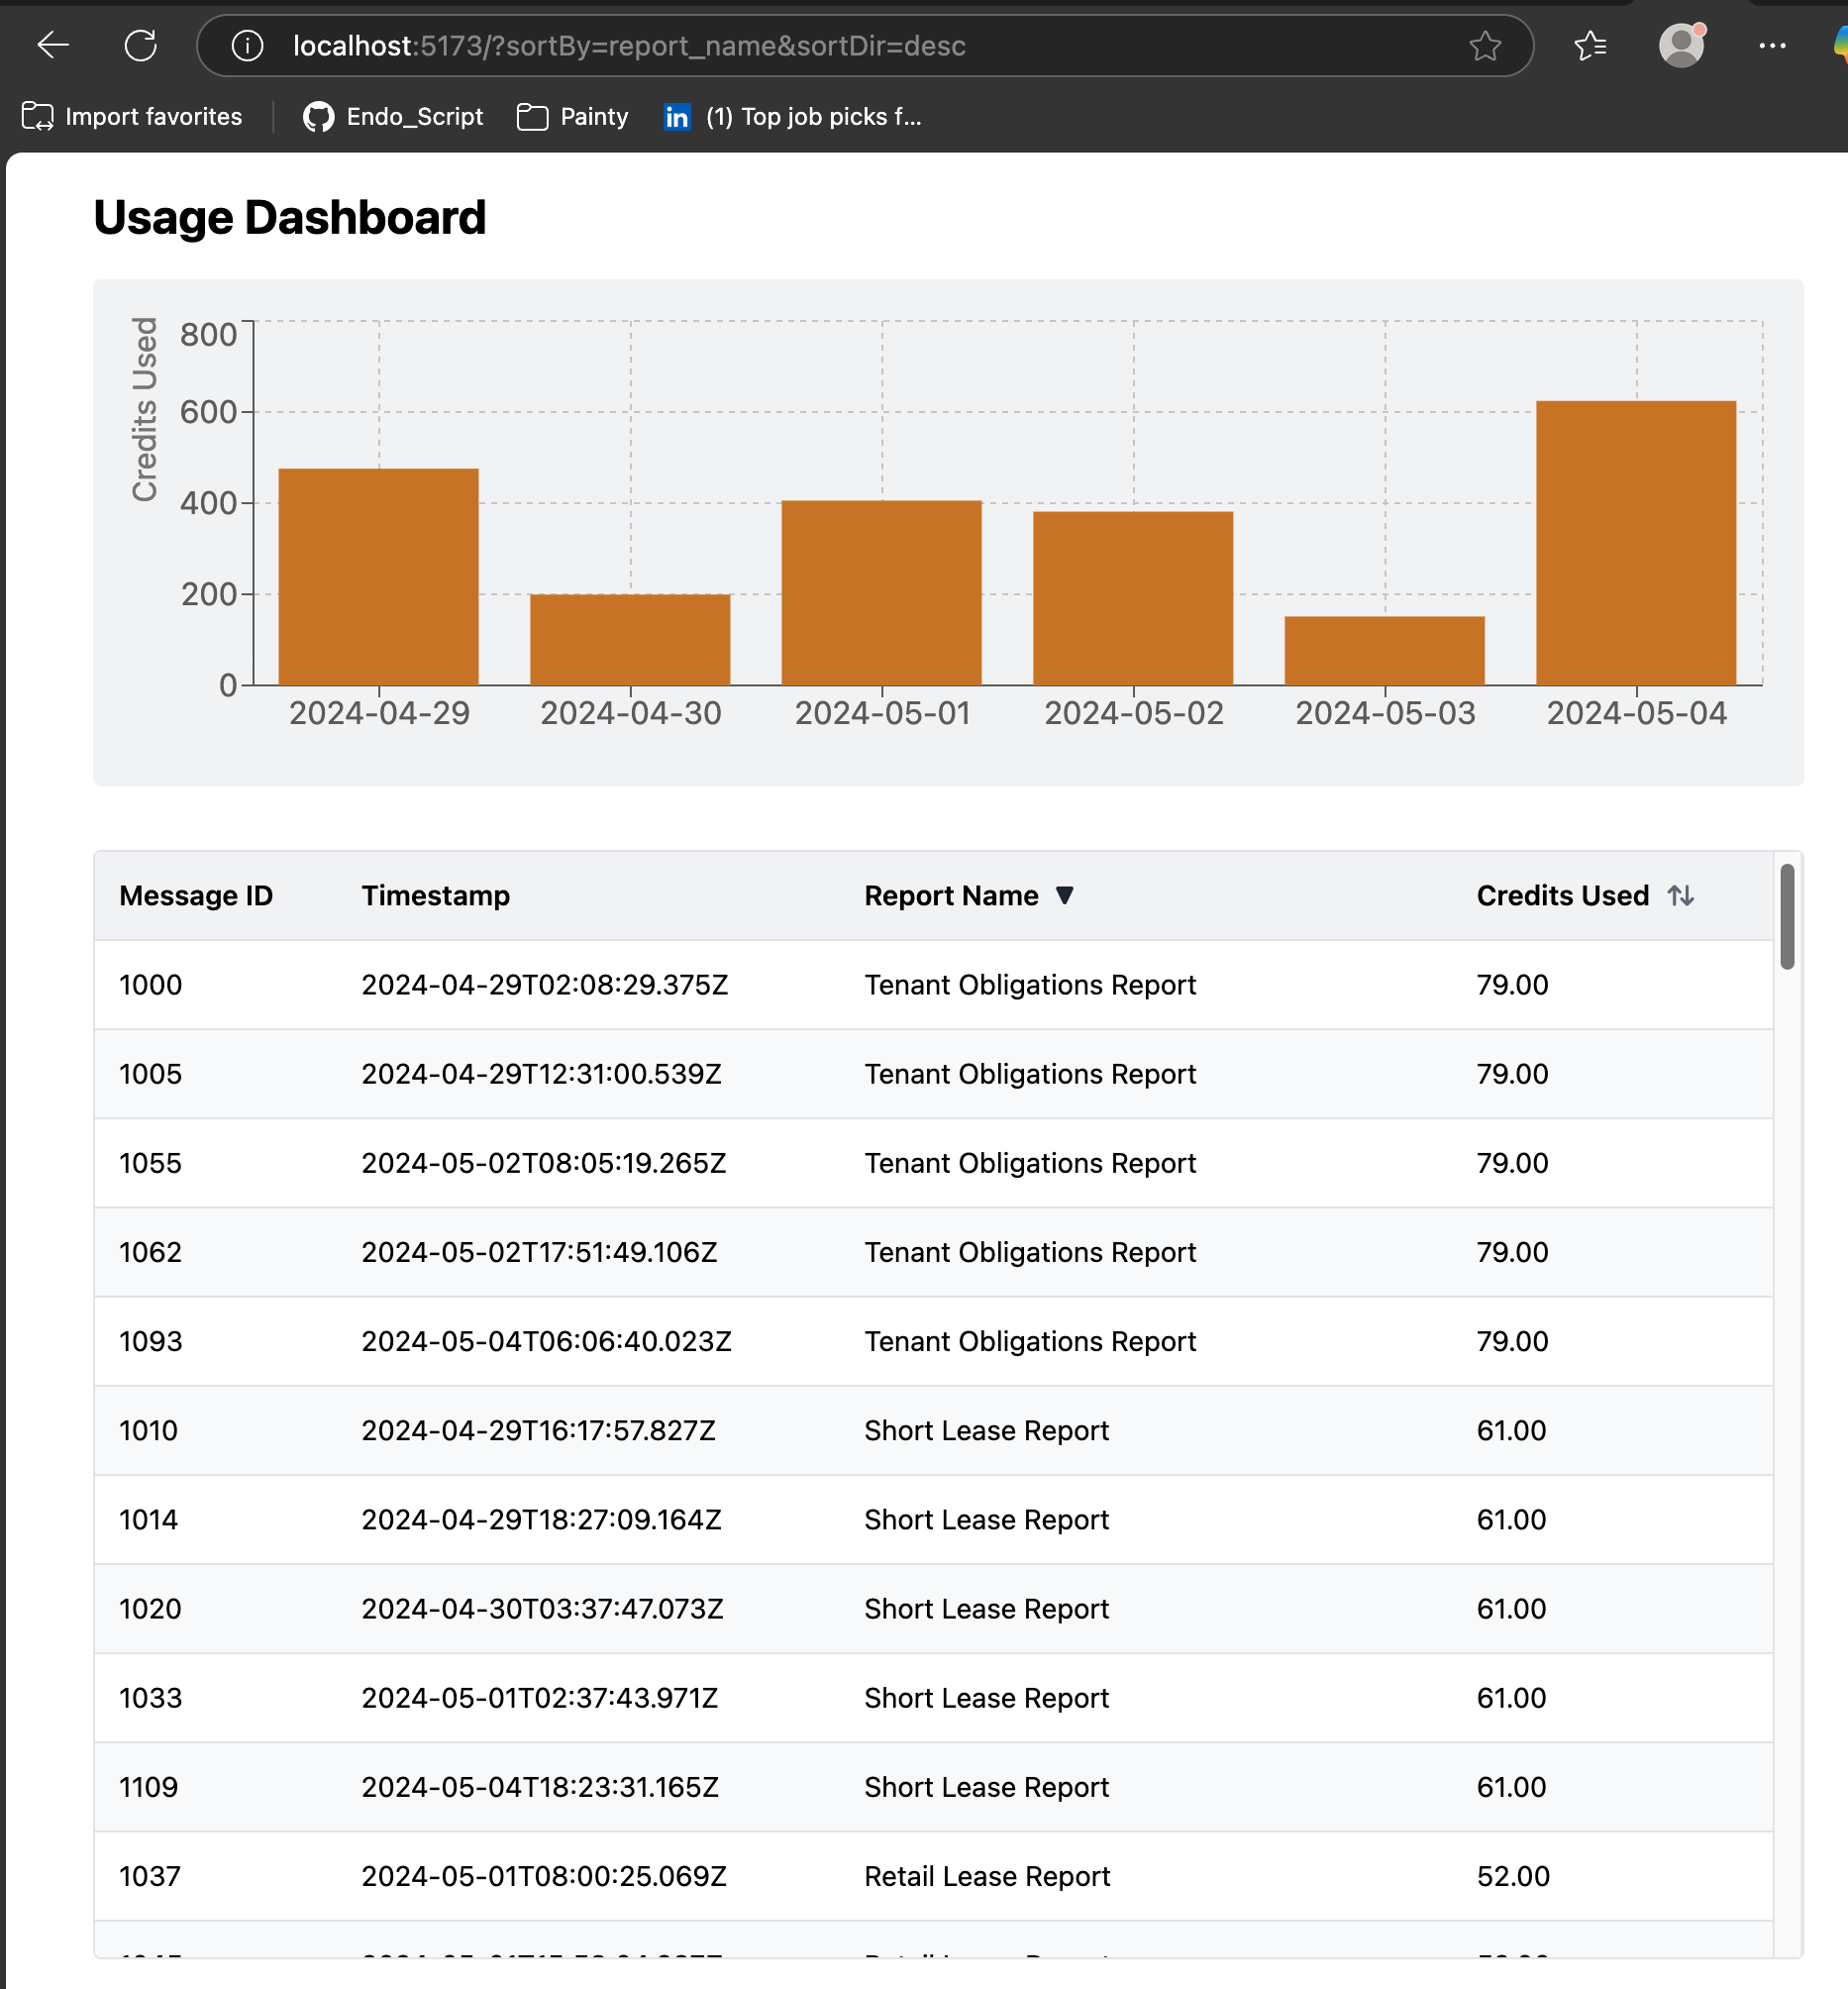 localhost:5173/?sortBy=report_name&sortDir=desc
Import favorites Endo_Script Painty (1) Top job picks f...
Usage Dashboard
Credits Used
800
600
400
200
0
2024-04-29 2024-04-30 2024-05-01 2024-05-02 2024-05-03 2024-05-04
Message ID Timestamp Report Name ▼ Credits Used ↑↓
1000 2024-04-29T02:08:29.375Z Tenant Obligations Report 79.00
1005 2024-04-29T12:31:00.539Z Tenant Obligations Report 79.00
1055 2024-05-02T08:05:19.265Z Tenant Obligations Report 79.00
1062 2024-05-02T17:51:49.106Z Tenant Obligations Report 79.00
1093 2024-05-04T06:06:40.023Z Tenant Obligations Report 79.00
1010 2024-04-29T16:17:57.827Z Short Lease Report 61.00
1014 2024-04-29T18:27:09.164Z Short Lease Report 61.00
1020 2024-04-30T03:37:47.073Z Short Lease Report 61.00
1033 2024-05-01T02:37:43.971Z Short Lease Report 61.00
1109 2024-05-04T18:23:31.165Z Short Lease Report 61.00
1037 2024-05-01T08:00:25.069Z Retail Lease Report 52.00